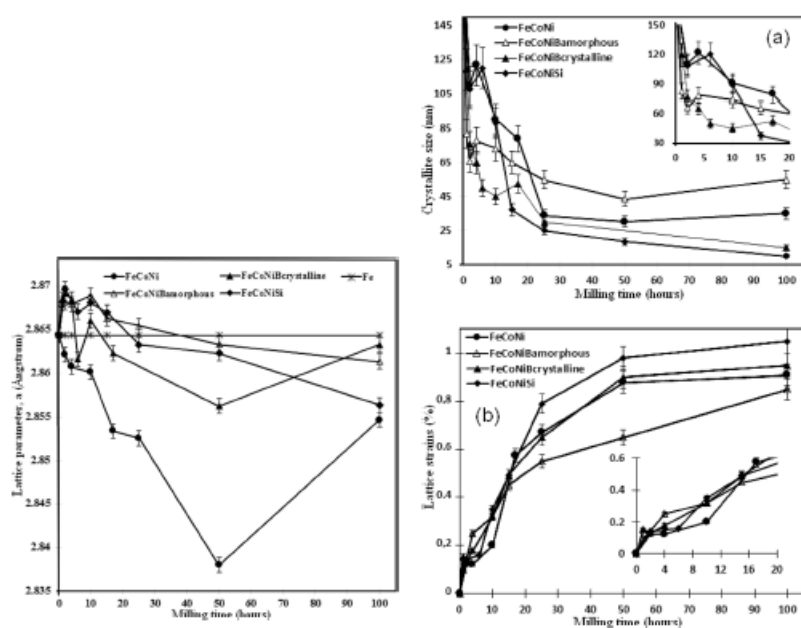 FeCoNi
FeCoNiBcrystalline
Fe
FeCoNiBamorphous
FeCoNiSi
Lattice parameter, a (Angstrom)
2.87
2.865
2.86
2.855
2.85
2.845
2.84
2.835
0 10 20 30 40 50 60 70 80 90 100
Milling time (hours)
(a)
FeCoNi
FeCoNiBamorphous
FeCoNiBcrystalline
FeCoNiSi
Crystallite size (nm)
145
125
105
85
65
45
25
5
0 10 20 30 40 50 60 70 80 90 100
Milling time (hours)
150
120
90
60
30
0 5 10 15 20
(b)
FeCoNi
FeCoNiBamorphous
FeCoNiBcrystalline
FeCoNiSi
Lattice strains (%)
1
0.8
0.6
0.4
0,2
0
0 10 20 30 40 50 60 70 80 90 100
Milling time (hours)
0.6
0.4
0.2
0
0 4 8 12 16 20